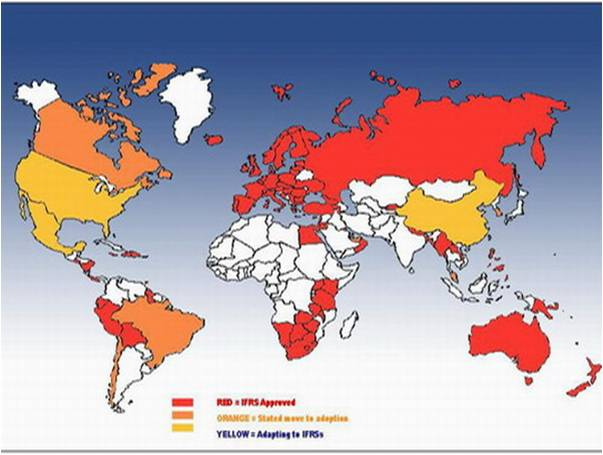 RED = IFRS Approved
ORANGE = Stated move to adoption
YELLOW = Adapting to IFRSs